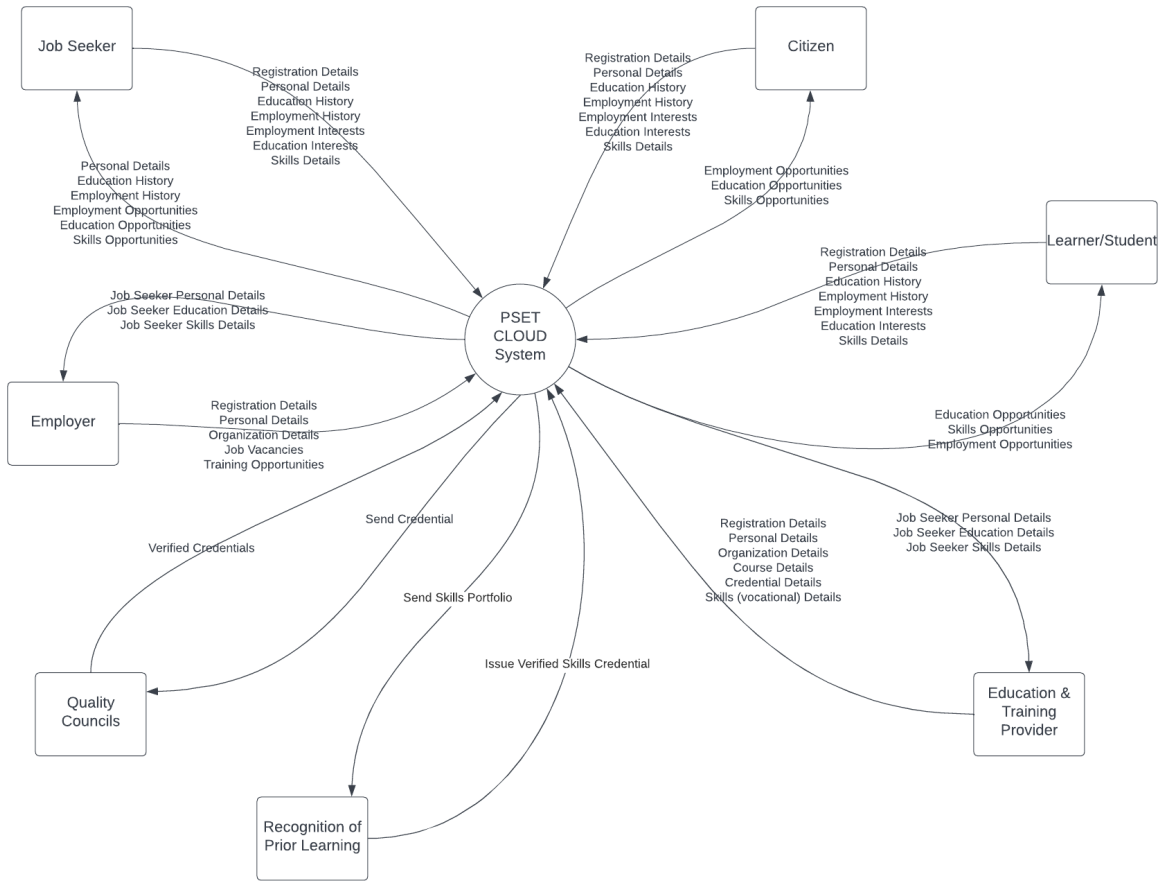 Job Seeker
Citizen
Registration Details
Personal Details
Education History
Employment History
Employment Interests
Education Interests
Skills Details
Registration Details
Personal Details
Education History
Employment History
Employment Interests
Education Interests
Skills Details
Personal Details
Education History
Employment History
Employment Opportunities
Education Opportunities
Skills Opportunities
Employment Opportunities
Education Opportunities
Skills Opportunities
Learner/Student
Registration Details
Personal Details
Education History
Employment History
Employment Interests
Education Interests
Skills Details
Job Seeker Personal Details
Job Seeker Education Details
Job Seeker Skills Details
PSET
CLOUD
System
Employer
Registration Details
Personal Details
Organization Details
Job Vacancies
Training Opportunities
Education Opportunities
Skills Opportunities
Employment Opportunities
Send Credential
Verified Credentials
Registration Details
Personal Details
Organization Details
Course Details
Credential Details
Skills (vocational) Details
Job Seeker Personal Details
Job Seeker Education Details
Job Seeker Skills Details
Send Skills Portfolio
Issue Verified Skills Credential
Quality
Councils
Education &
Training
Provider
Recognition of
Prior Learning